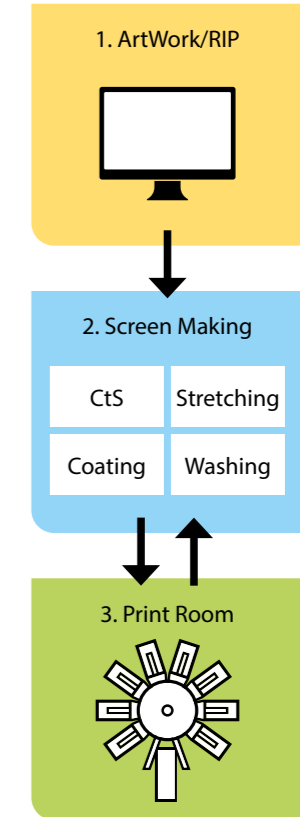 1. ArtWork/RIP
2. Screen Making
CtS
Stretching
Coating
Washing
3. Print Room